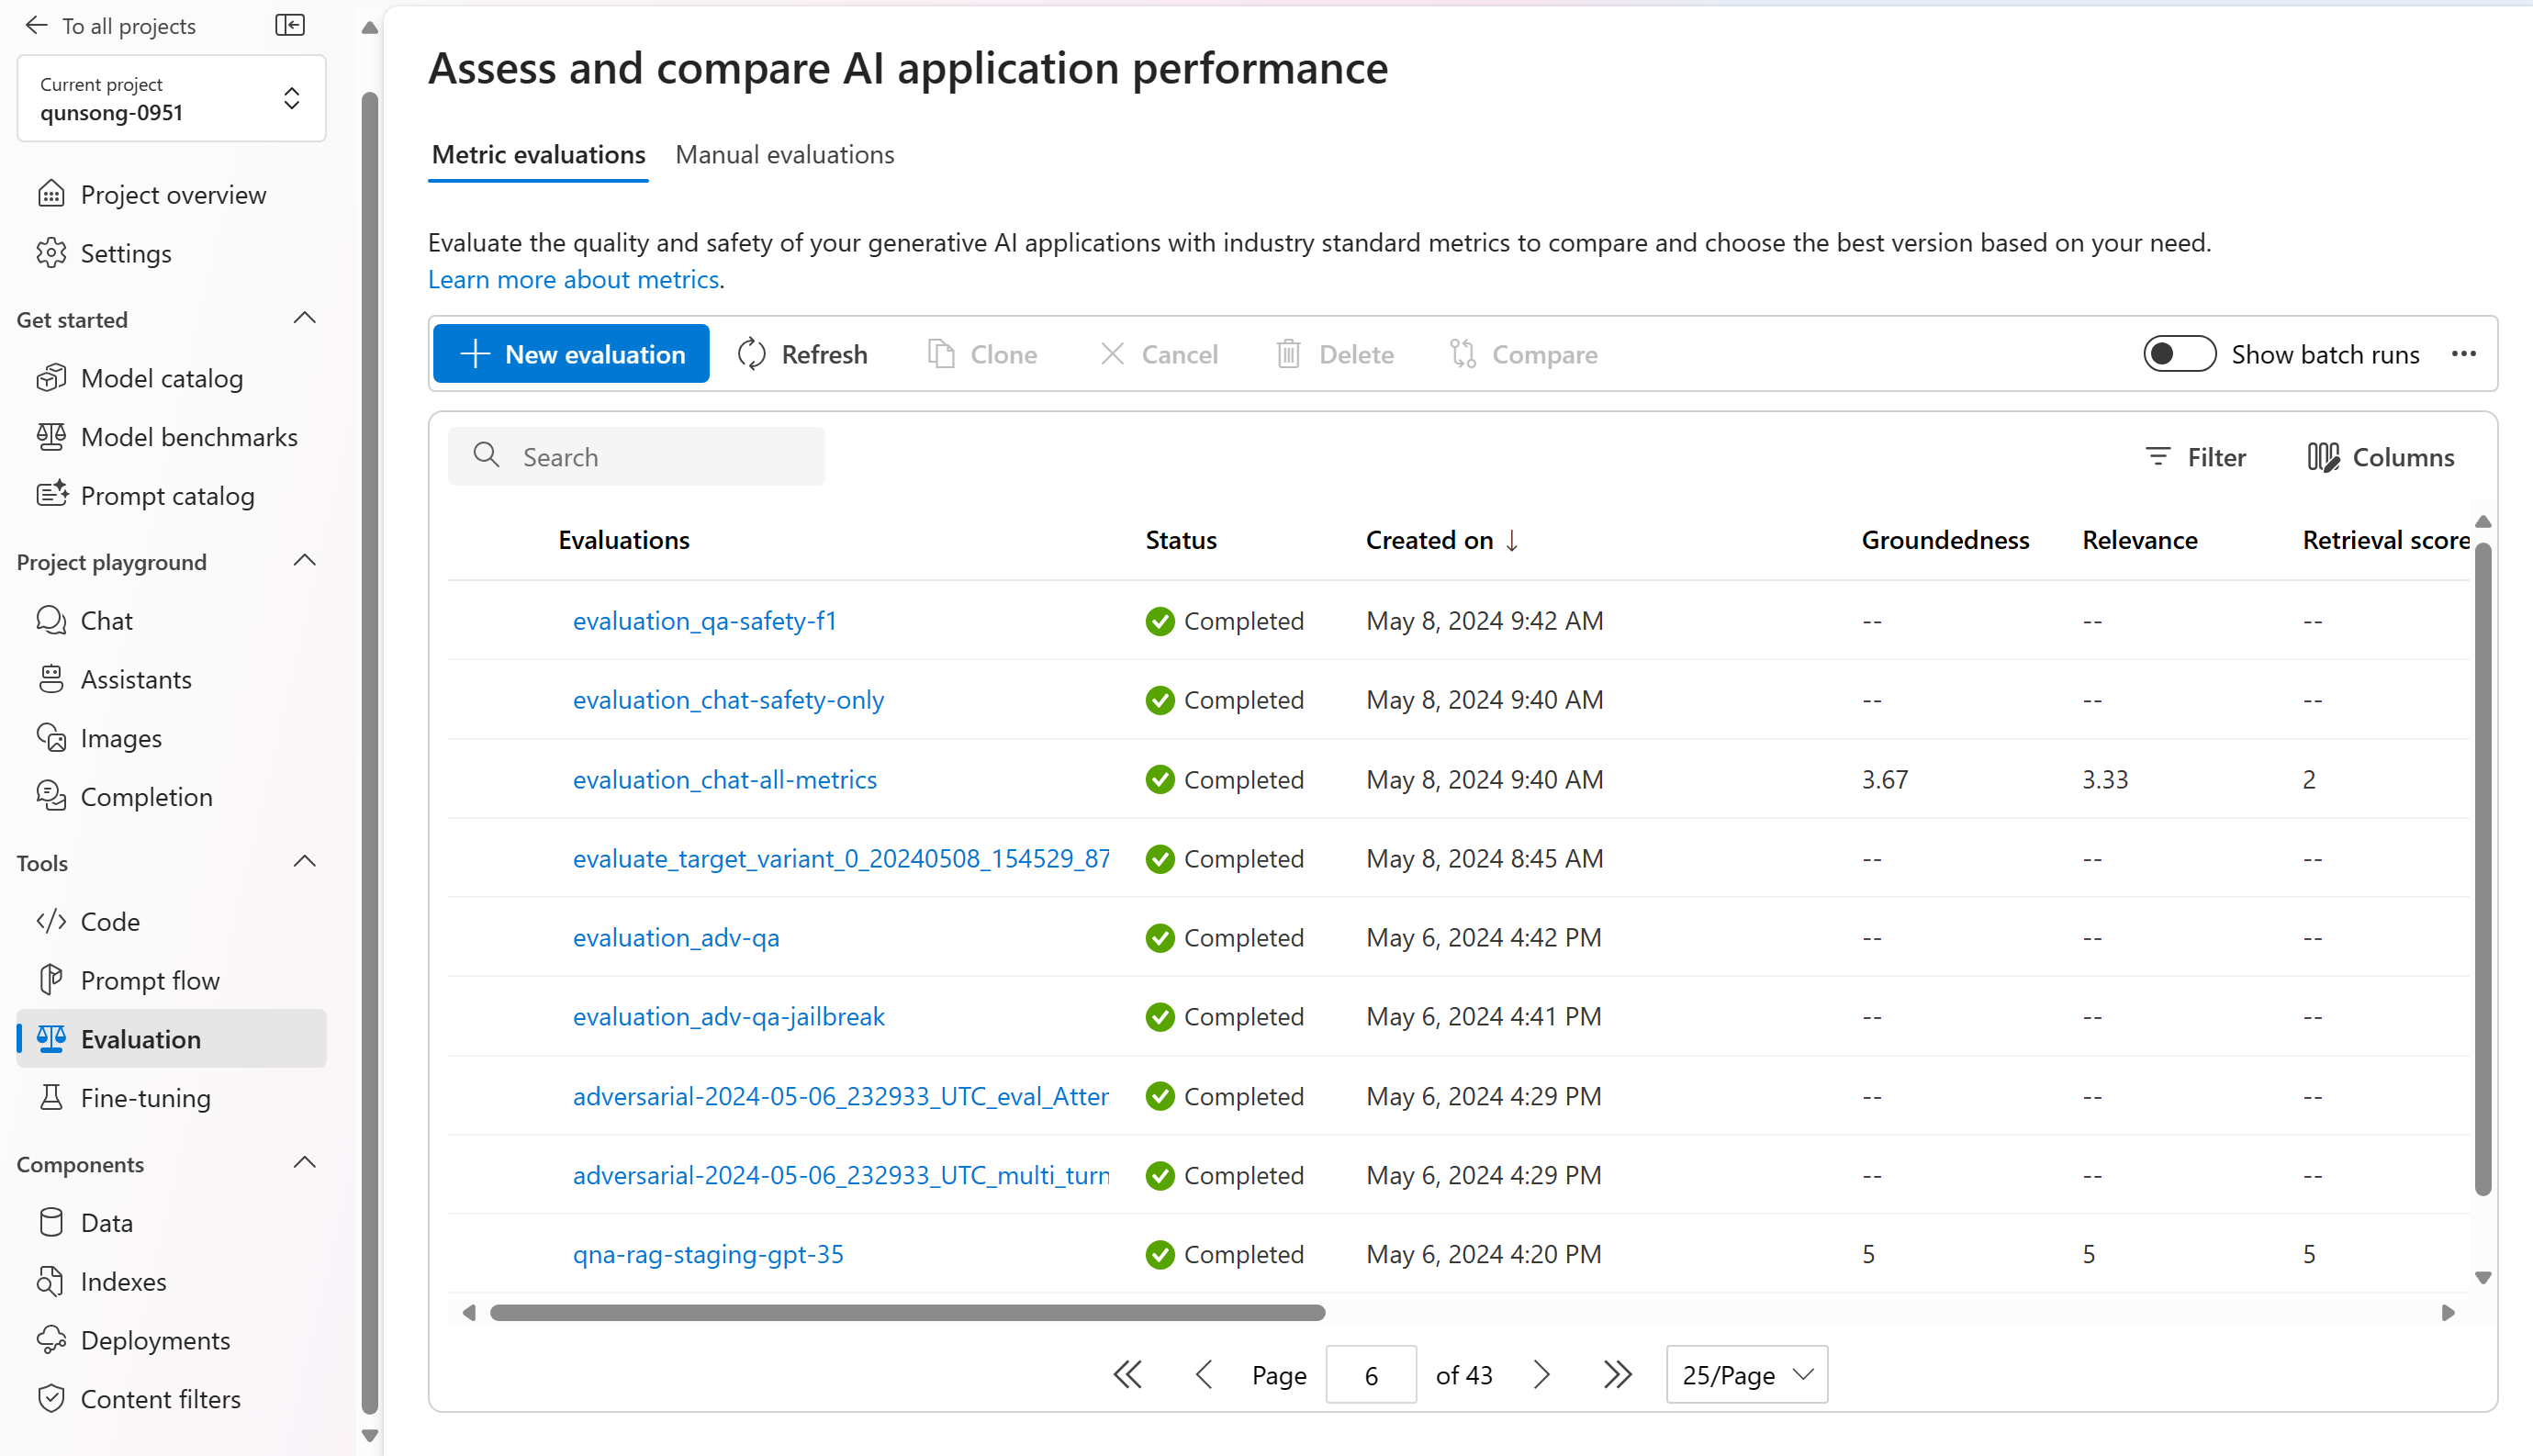 To all projects
Current project
qunsong-0951
Project overview
Settings
Get started
Model catalog
Model benchmarks
Prompt catalog
Project playground
Chat
Assistants
Images
Completion
Tools
Code
Prompt flow
Evaluation
Fine-tuning
Components
Data
Indexes
Deployments
Content filters
Assess and compare AI application performance
Metric evaluations Manual evaluations
Evaluate the quality and safety of your generative AI applications with industry standard metrics to compare and choose the best version based on your need.
Learn more about metrics.
New evaluation Refresh Clone Cancel Delete Compare Show batch runs ...
Search Filter Columns
Evaluations Status Created on ↓ Groundedness Relevance Retrieval score
evaluation_qa-safety-f1 Completed May 8, 2024 9:42 AM -- -- --
evaluation_chat-safety-only Completed May 8, 2024 9:40 AM -- -- --
evaluation_chat-all-metrics Completed May 8, 2024 9:40 AM 3.67 3.33 2
evaluate_target_variant_0_20240508_154529_87 Completed May 8, 2024 8:45 AM -- -- --
evaluation_adv-qa Completed May 6, 2024 4:42 PM -- -- --
evaluation_adv-qa-jailbreak Completed May 6, 2024 4:41 PM -- -- --
adversarial-2024-05-06_232933_UTC_eval_Atter Completed May 6, 2024 4:29 PM -- -- --
adversarial-2024-05-06_232933_UTC_multi_turn Completed May 6, 2024 4:29 PM -- -- --
qna-rag-staging-gpt-35 Completed May 6, 2024 4:20 PM 5 5 5
Page 6 of 43 25/Page